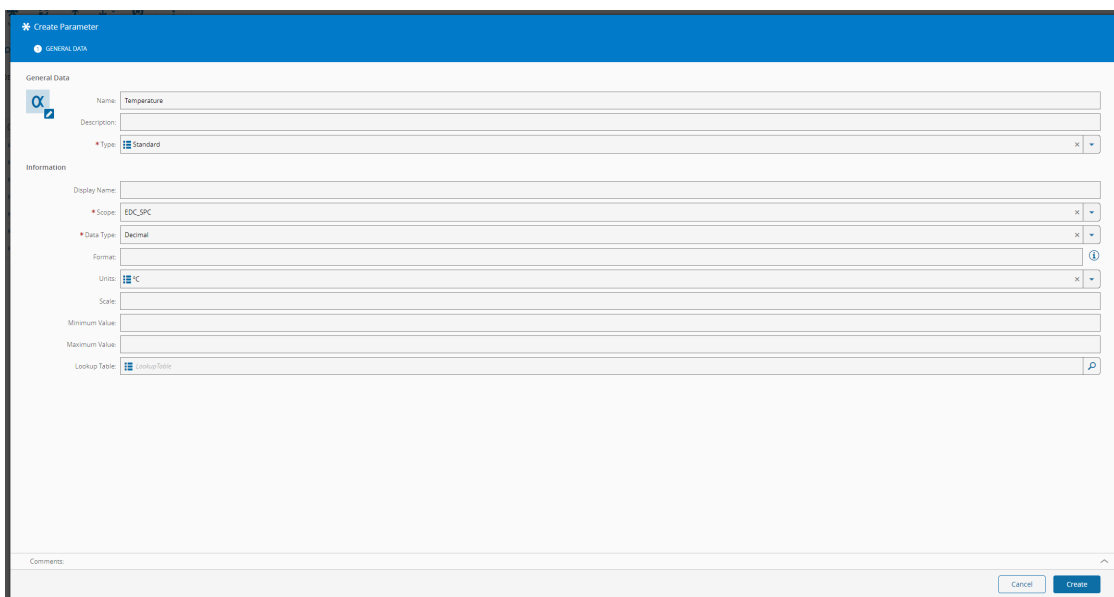 Create Parameter
1 GENERAL DATA
General Data
α
Name: Temperature
Description:
* Type: Standard
Information
Display Name:
* Scope: EDC_SPC
* Data Type: Decimal
Format:
Units: °C
Scale:
Minimum Value:
Maximum Value:
Lookup Table: LookupTable
Comments:
Cancel Create